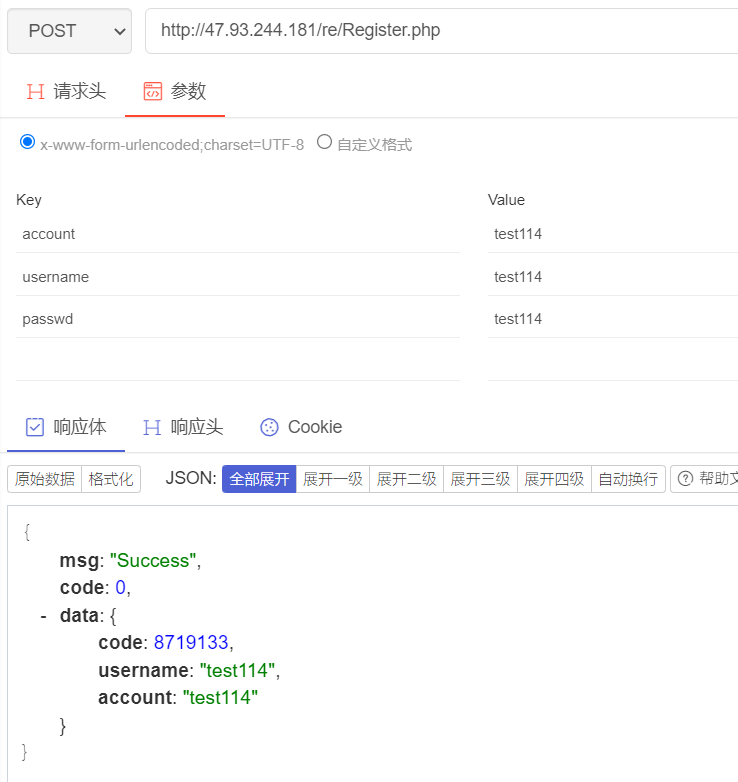 POST http://47.93.244.181/re/Register.php
请求头 参数
x-www-form-urlencoded;charset=UTF-8 自定义格式
Key Value
account test114
username test114
passwd test114
响应体 响应头 Cookie
原始数据 格式化 JSON: 全部展开 展开一级 展开二级 展开三级 展开四级 自动换行 帮助文
{
msg: "Success",
code: 0,
- data: {
code: 8719133,
username: "test114",
account: "test114"
}
}